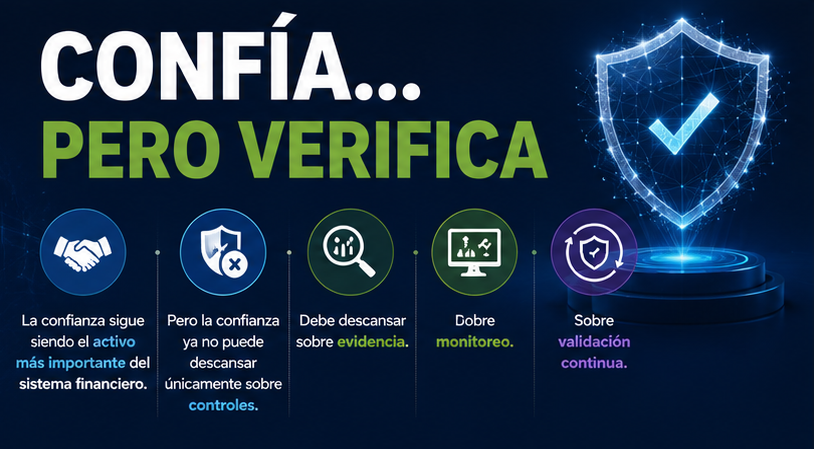 CONFÍA...
PERO VERIFICA
La confianza sigue
siendo el activo
más importante del
sistema financiero.
Pero la confianza
ya no puede
descansar
únicamente sobre
controles.
Debe descansar
sobre evidencia.
Dobre
monitoreo.
Sobre
validación
continua.